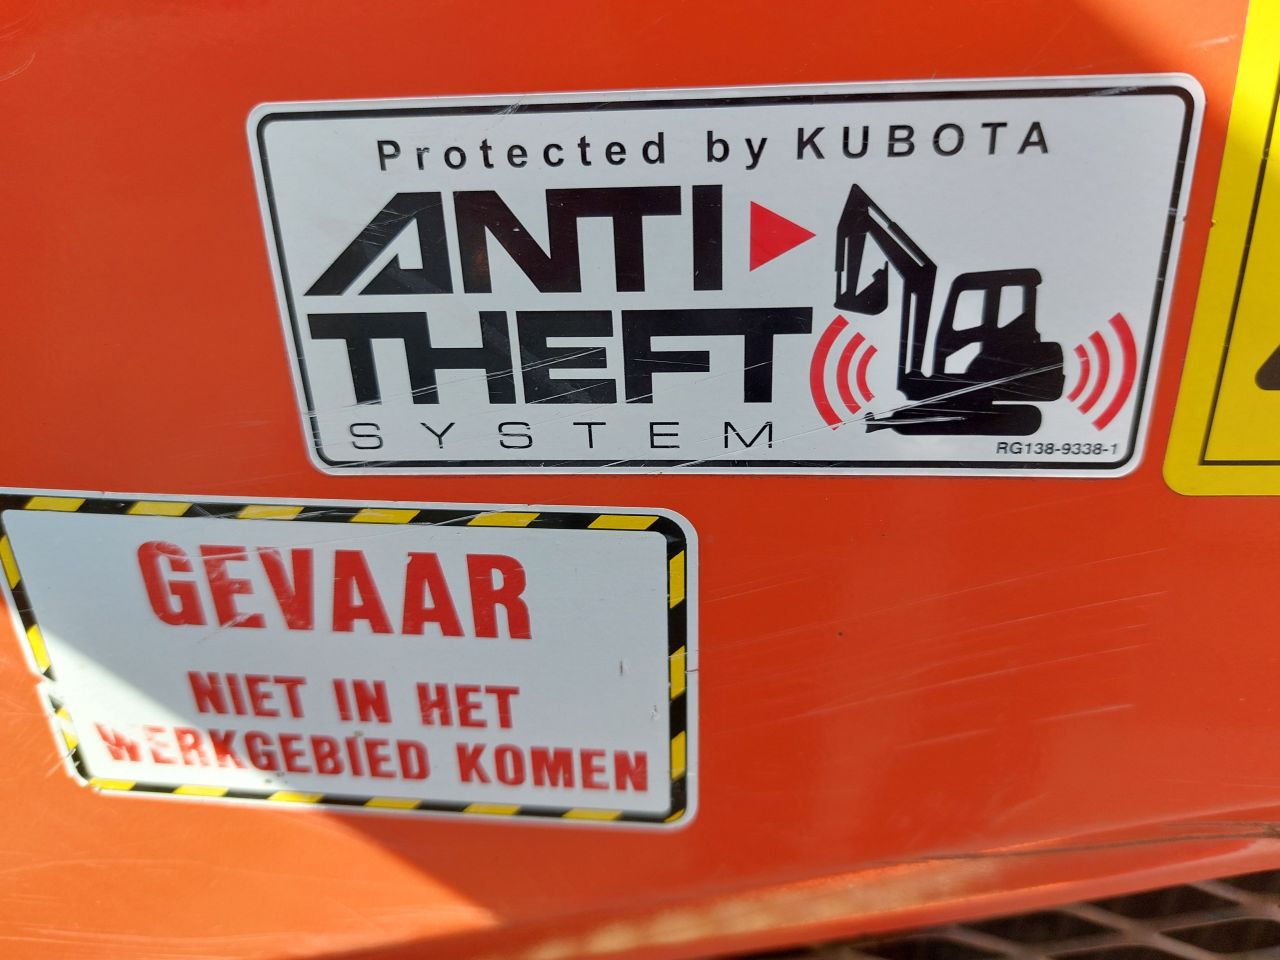 Protected by KUBOTA
ANTI
THEFT
SYSTEM
RG138-9338-1
GEVAAR
NIET IN HET
WERKGEBIED KOMEN